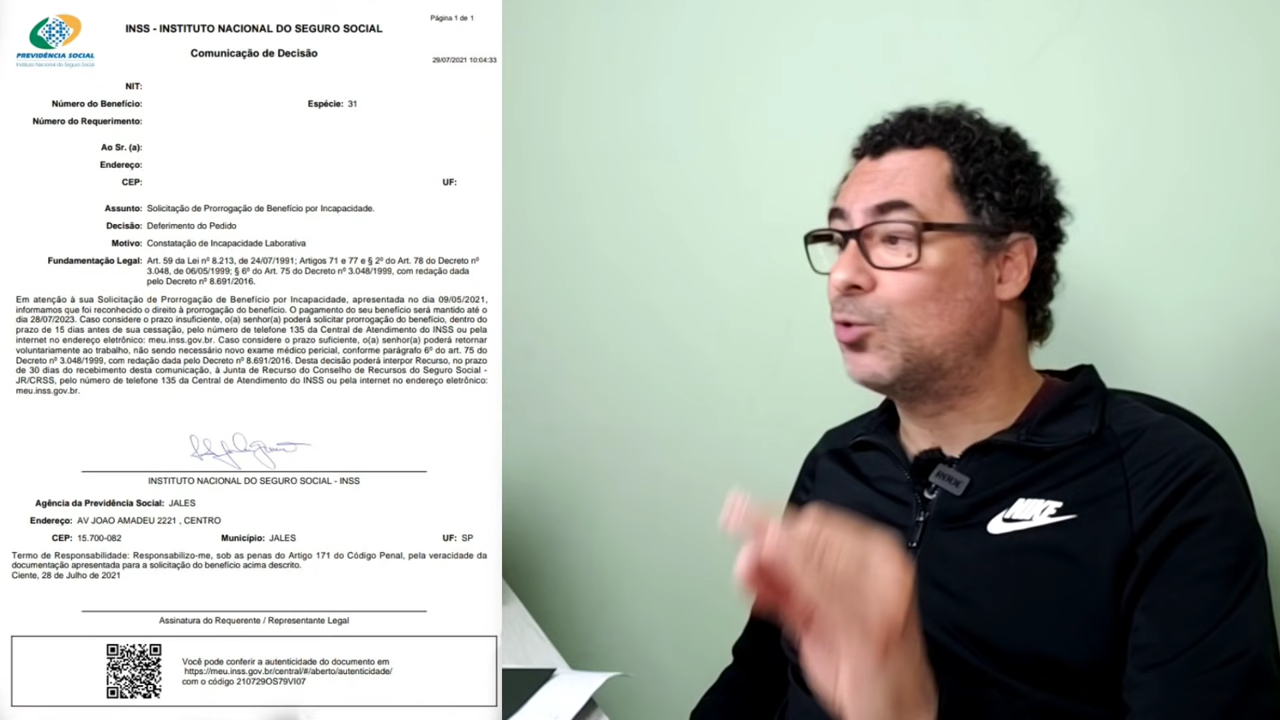 Página 1 de 1
INSS - INSTITUTO NACIONAL DO SEGURO SOCIAL
PREVIDÊNCIA SOCIAL
Instituto Nacional do Seguro Social
Comunicação de Decisão
29/07/2021 10:04:33
NIT:
Número do Benefício: Espécie: 31
Número do Requerimento:
Ao Sr. (a):
Endereço:
CEP: UF:
Assunto: Solicitação de Prorrogação de Benefício por Incapacidade.
Decisão: Deferimento do Pedido
Motivo: Constatação de Incapacidade Laborativa
Fundamentação Legal: Art. 59 da Lei nº 8.213, de 24/07/1991; Artigos 71 e 77 e § 2º do Art. 78 do Decreto nº
3.048, de 06/05/1999; § 6º do Art. 75 do Decreto nº 3.048/1999, com redação dada
pelo Decreto nº 8.691/2016.
Em atenção à sua Solicitação de Prorrogação de Benefício por Incapacidade, apresentada no dia 09/05/2021,
informamos que foi reconhecido o direito à prorrogação do benefício. O pagamento do seu benefício será mantido até o
dia 28/07/2023. Caso considere o prazo insuficiente, o(a) senhor(a) poderá solicitar prorrogação do benefício, dentro do
prazo de 15 dias antes de sua cessação, pelo número de telefone 135 da Central de Atendimento do INSS ou pela
internet no endereço eletrônico: meu.inss.gov.br. Caso considere o prazo suficiente, o(a) senhor(a) poderá retornar
voluntariamente ao trabalho, não sendo necessário novo exame médico pericial, conforme parágrafo 6º do art. 75 do
Decreto nº 3.048/1999, com redação dada pelo Decreto nº 8.691/2016. Desta decisão poderá interpor Recurso, no prazo
de 30 dias do recebimento desta comunicação, à Junta de Recurso do Conselho de Recursos do Seguro Social -
JR/CRSS, pelo número de telefone 135 da Central de Atendimento do INSS ou pela internet no endereço eletrônico:
meu.inss.gov.br.
INSTITUTO NACIONAL DO SEGURO SOCIAL - INSS
Agência da Previdência Social: JALES
Endereço: AV JOAO AMADEU 2221 , CENTRO
CEP: 15.700-082 Município: JALES UF: SP
Termo de Responsabilidade: Responsabilizo-me, sob as penas do Artigo 171 do Código Penal, pela veracidade da
documentação apresentada para a solicitação do benefício acima descrito.
Ciente, 28 de Julho de 2021
Assinatura do Requerente / Representante Legal
Você pode conferir a autenticidade do documento em
https://meu.inss.gov.br/central/#/aberto/autenticidade/
com o código 210729OS79VI07
RODE
NIKE